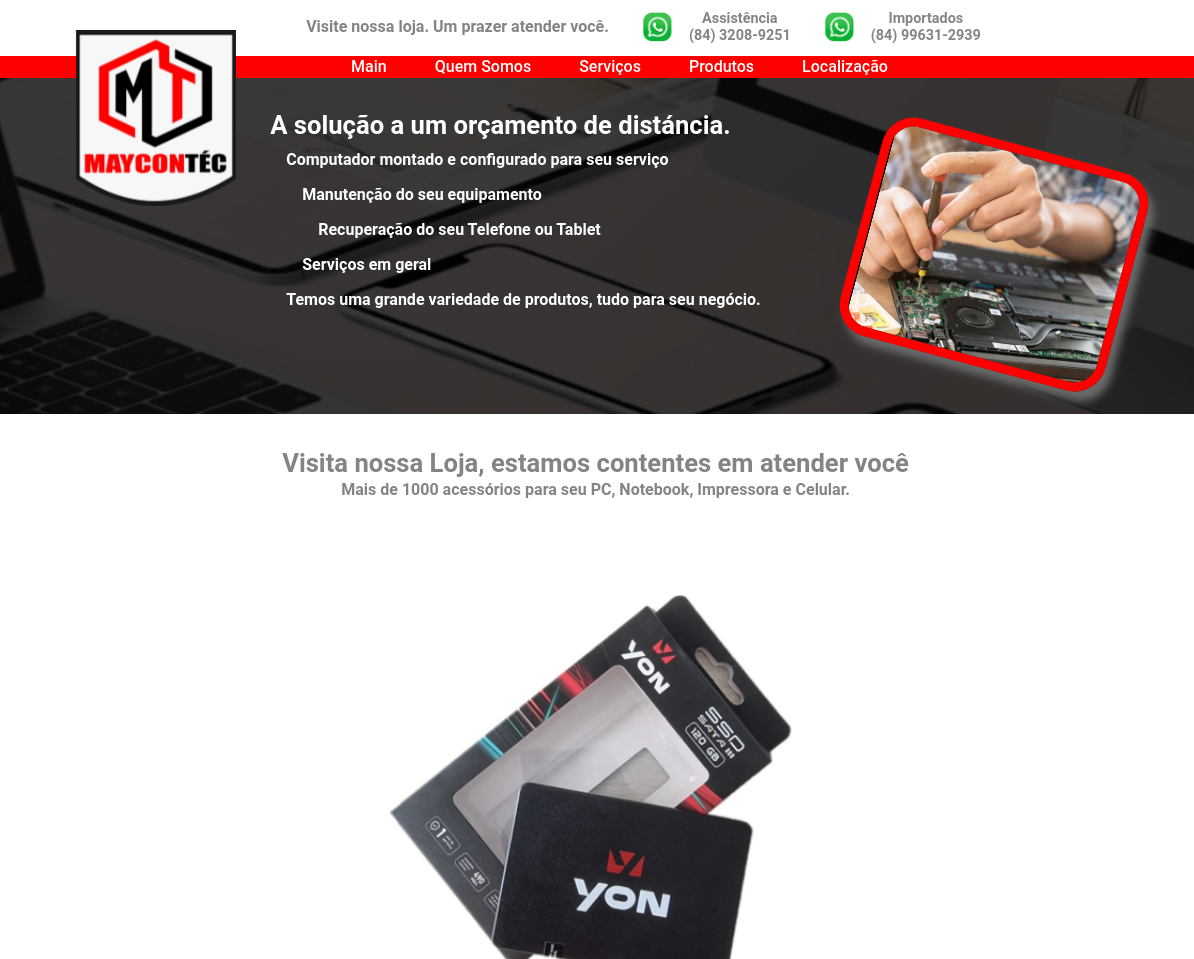 Visite nossa loja. Um prazer atender você.
Assistência
(84) 3208-9251
Importados
(84) 99631-2939
Main
Quem Somos
Serviços
Produtos
Localização
MAYCONTÉC
A solução a um orçamento de distáncia.
Computador montado e configurado para seu serviço
Manutenção do seu equipamento
Recuperação do seu Telefone ou Tablet
Serviços em geral
Temos uma grande variedade de produtos, tudo para seu negócio.
Visita nossa Loja, estamos contentes em atender você
Mais de 1000 acessórios para seu PC, Notebook, Impressora e Celular.
YON
SSD
SATA III
120 GB
1
490
YON